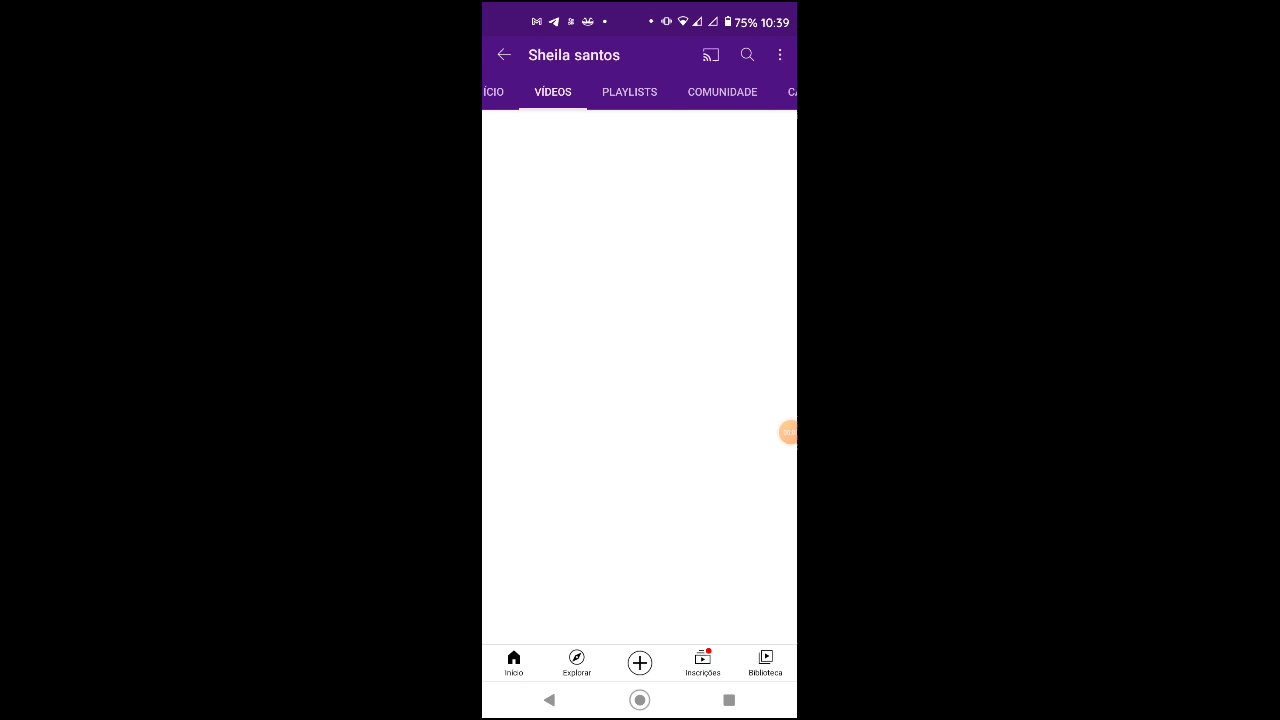 75% 10:39
Sheila santos
ÍCIO VÍDEOS PLAYLISTS COMUNIDADE
Início Explorar Inscrições Biblioteca